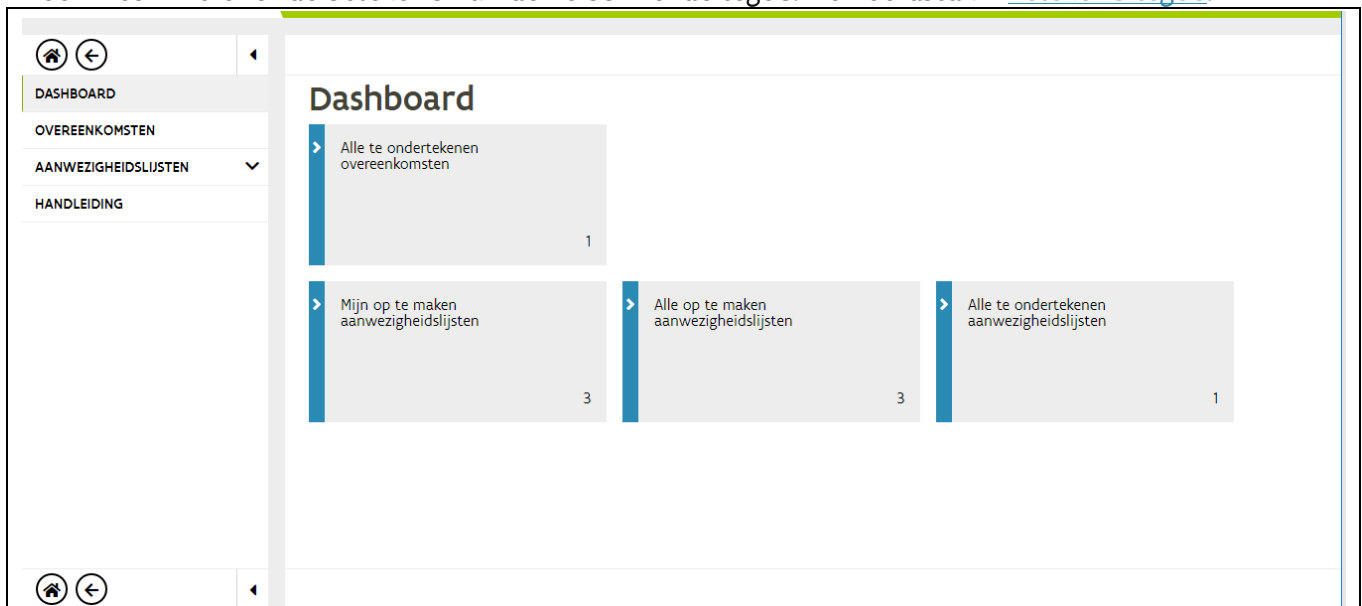 DASHBOARD
OVEREENKOMSTEN
AANWEZIGHEIDSLIJSTEN
HANDLEIDING
Dashboard
Alle te ondertekenen
overeenkomsten
1
Mijn op te maken
aanwezigheidslijsten
3
Alle op te maken
aanwezigheidslijsten
3
Alle te ondertekenen
aanwezigheidslijsten
1